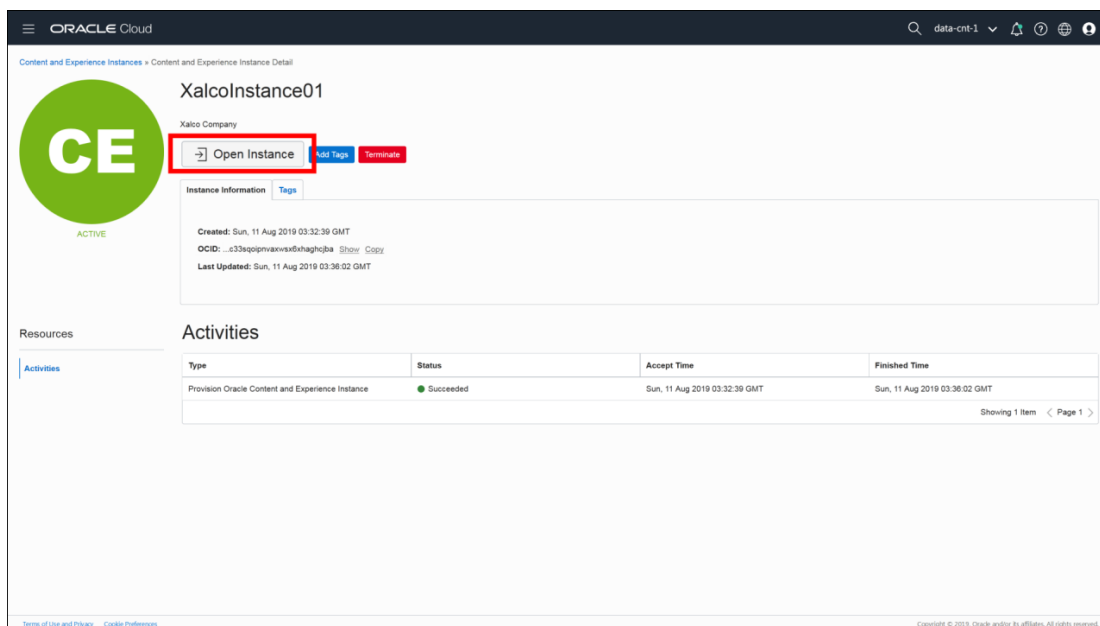 ORACLE Cloud
data-cnt-1
Content and Experience Instances » Content and Experience Instance Detail
CE
ACTIVE
XalcoInstance01
Xalco Company
Open Instance
Add Tags
Terminate
Instance Information
Tags
Created: Sun, 11 Aug 2019 03:32:39 GMT
OCID: ...c33sqoipnvaxwsx6xhaghcjba Show Copy
Last Updated: Sun, 11 Aug 2019 03:36:02 GMT
Resources
Activities
Activities
Type Status Accept Time Finished Time
Provision Oracle Content and Experience Instance Succeeded Sun, 11 Aug 2019 03:32:39 GMT Sun, 11 Aug 2019 03:36:02 GMT
Showing 1 Item < Page 1 >
Terms of Use and Privacy Cookie Preferences
Copyright © 2019, Oracle and/or its affiliates. All rights reserved.